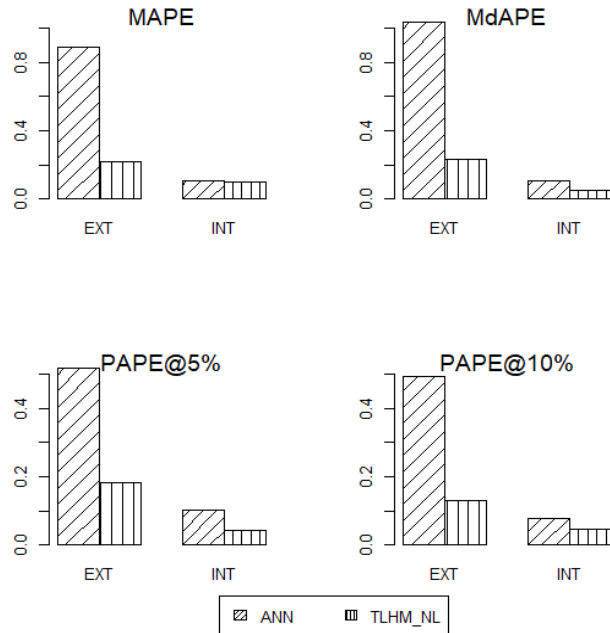 MAPE
MdAPE
0.0 0.4 0.8
EXT INT
0.0 0.4 0.8
EXT INT
PAPE@5%
PAPE@10%
0.0 0.2 0.4
EXT INT
0.0 0.2 0.4
EXT INT
ANN TLHM_NL